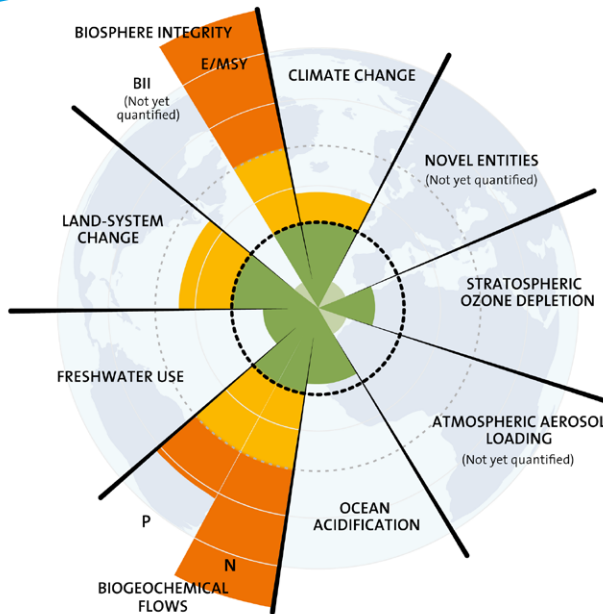 BIOSPHERE INTEGRITY
E/MSY
BII
(Not yet
quantified)
CLIMATE CHANGE
NOVEL ENTITIES
(Not yet quantified)
LAND-SYSTEM
CHANGE
STRATOSPHERIC
OZONE DEPLETION
FRESHWATER USE
ATMOSPHERIC AEROSOL
LOADING
(Not yet quantified)
OCEAN
ACIDIFICATION
P
N
BIOGEOCHEMICAL
FLOWS